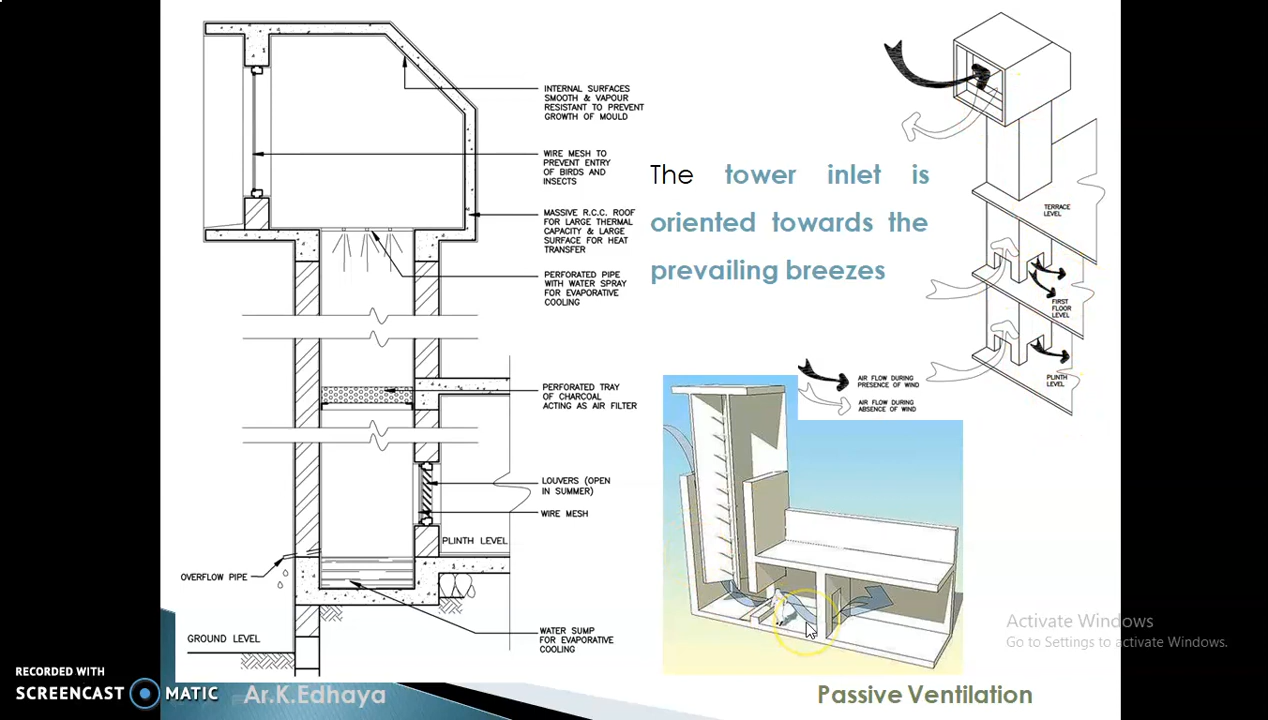 INTERNAL SURFACES
SMOOTH & VAPOUR
RESISTANT TO PREVENT
GROWTH OF MOULD
WIRE MESH TO
PREVENT ENTRY
OF BIRDS AND
INSECTS
MASSIVE R.C.C. ROOF
FOR LARGE THERMAL
CAPACITY & LARGE
SURFACE FOR HEAT
TRANSFER
PERFORATED PIPE
WITH WATER SPRAY
FOR EVAPORATIVE
COOLING
PERFORATED TRAY
OF CHARCOAL
ACTING AS AIR FILTER
LOUVERS (OPEN
IN SUMMER)
WIRE MESH
PLINTH LEVEL
OVERFLOW PIPE
WATER SUMP
FOR EVAPORATIVE
COOLING
GROUND LEVEL
The tower inlet is
oriented towards the
prevailing breezes
TERRACE
LEVEL
FIRST
FLOOR
LEVEL
PLINTH
LEVEL
AIR FLOW DURING
PRESENCE OF WIND
AIR FLOW DURING
ABSENCE OF WIND
Activate Windows
Go to Settings to activate Windows.
RECORDED WITH
SCREENCAST MATIC
Ar.K.Edhaya
Passive Ventilation